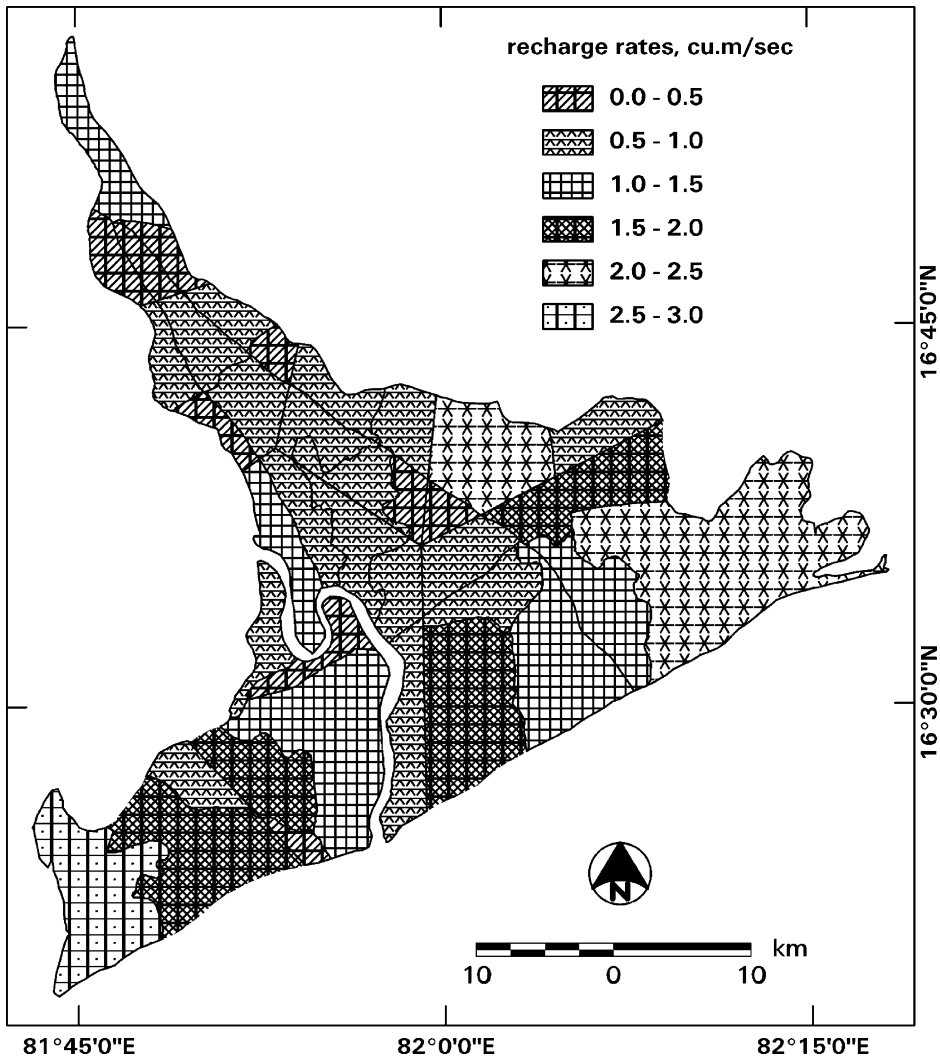 recharge rates, cu.m/sec
0.0 - 0.5
0.5 - 1.0
1.0 - 1.5
1.5 - 2.0
2.0 - 2.5
2.5 - 3.0
16°45'0"N
16°30'0"N
N
km
10 0 10
81°45'0"E 82°0'0"E 82°15'0"E